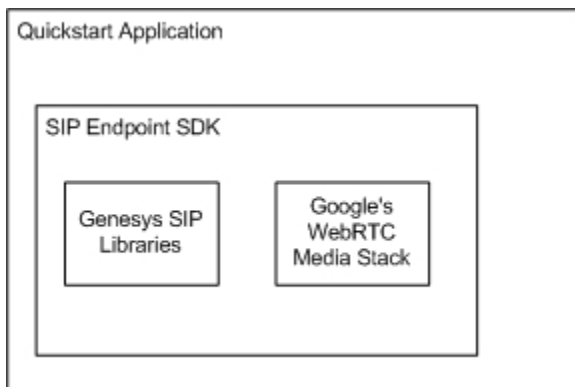 Quickstart Application
SIP Endpoint SDK
Genesys SIP
Libraries
Google's
WebRTC
Media Stack